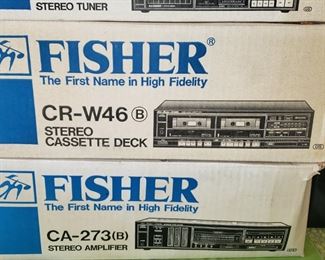 STEREO TUNER
FISHER®
The First Name in High Fidelity
CR-W46 (B)
STEREO
CASSETTE DECK
FISHER
The First Name in High Fidelity
CA-273(B)
STEREO AMPLIFIER